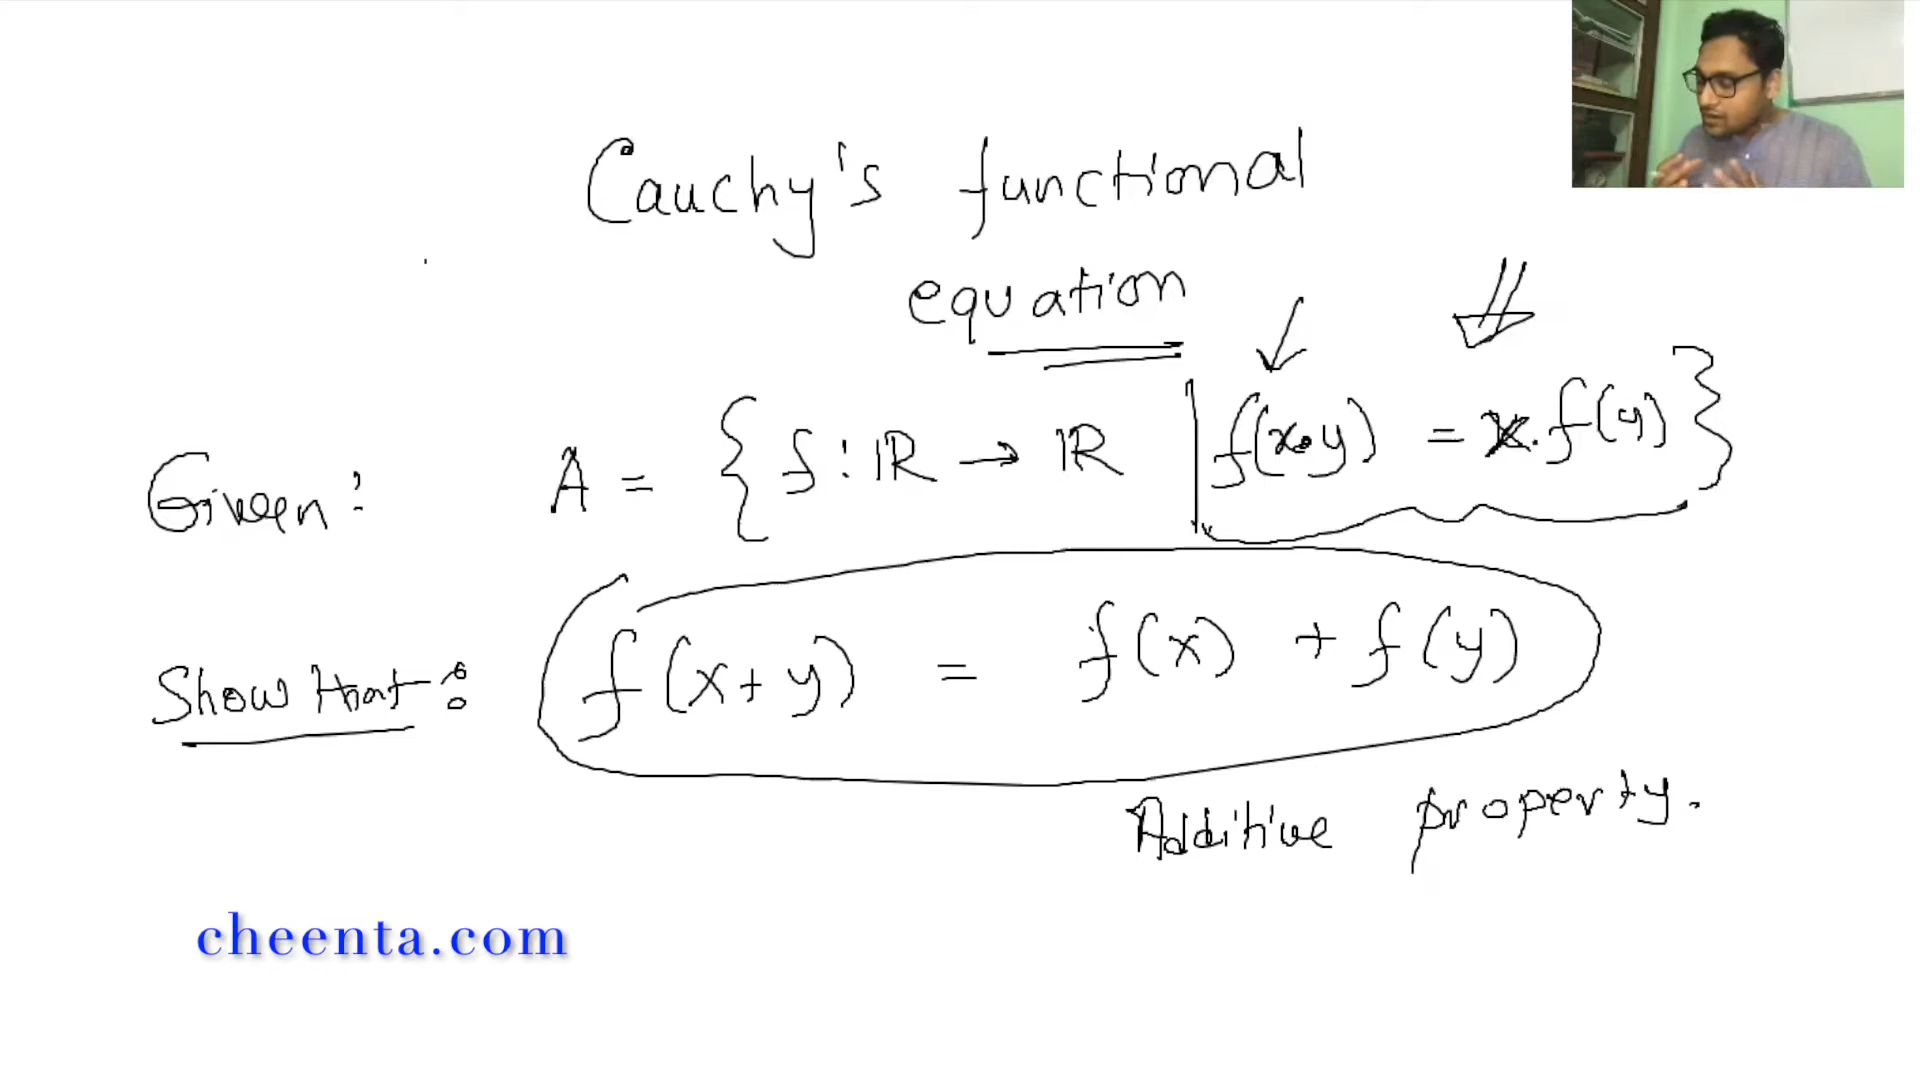 Cauchy's functional
equation
Given: A = { f : ℝ → ℝ | f(x·y) = x·f(y) }
Show that: f(x+y) = f(x) + f(y)
Additive property.
cheenta.com